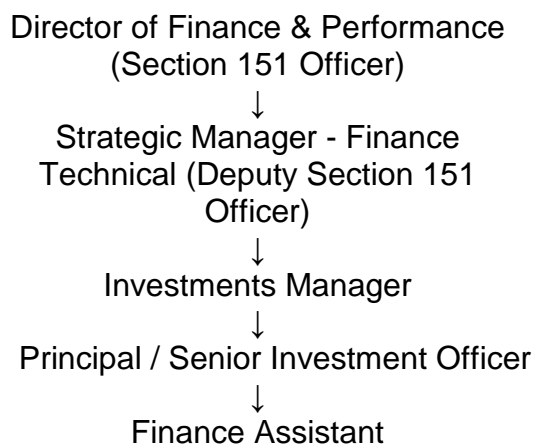 Director of Finance & Performance
(Section 151 Officer)
↓
Strategic Manager - Finance
Technical (Deputy Section 151
Officer)
↓
Investments Manager
↓
Principal / Senior Investment Officer
↓
Finance Assistant